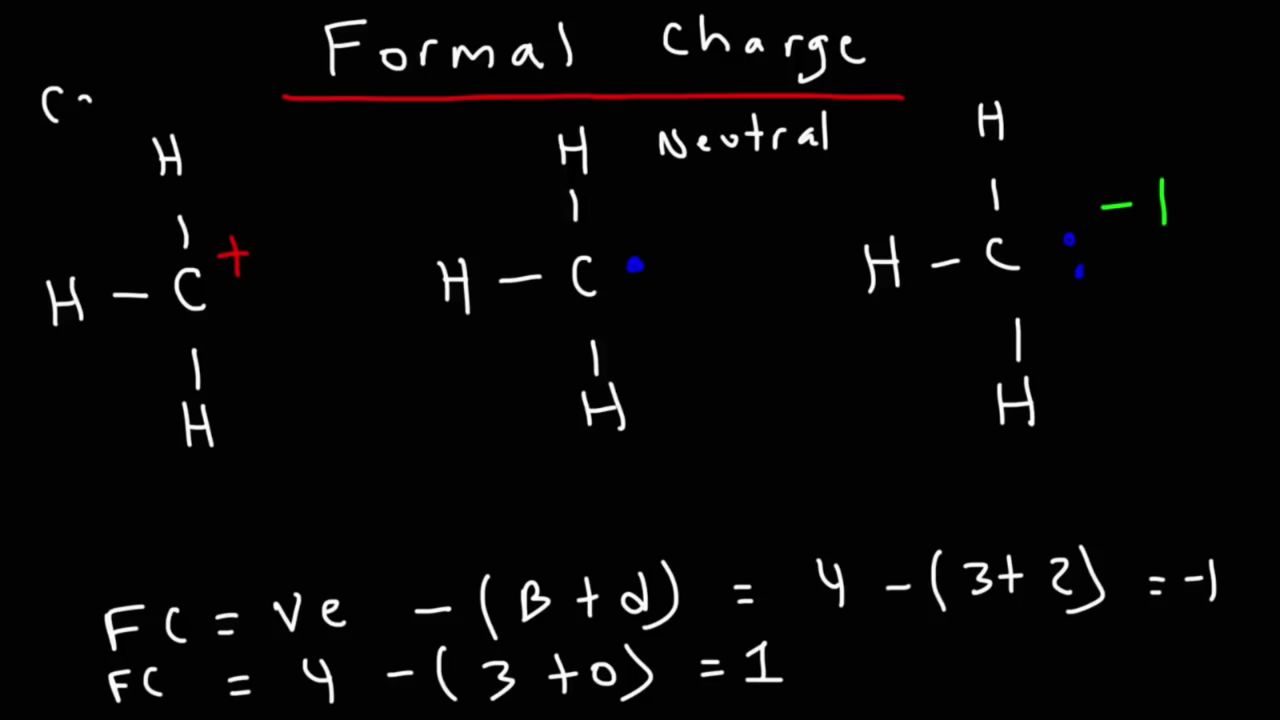 Formal Charge
Neutral
H H H
H – C + H – C • H – C : -1
H H H
FC = ve – (B + d) = 4 – (3 + 2) = -1
FC = 4 – (3 + 0) = 1